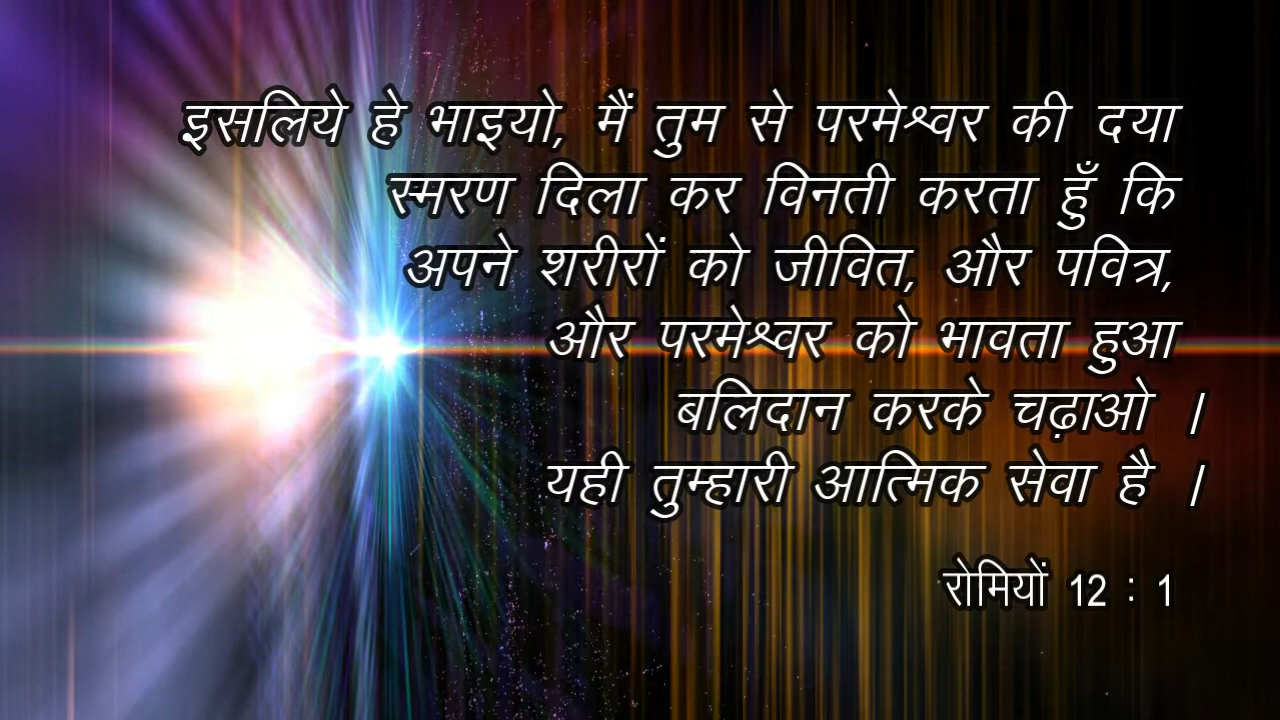 इसलिये हे भाइयो, मैं तुम से परमेश्वर की दया
स्मरण दिला कर विनती करता हुँ कि
अपने शरीरों को जीवित, और पवित्र,
और परमेश्वर को भावता हुआ
बलिदान करके चढ़ाओ ।
यही तुम्हारी आत्मिक सेवा है ।
रोमियों 12 : 1